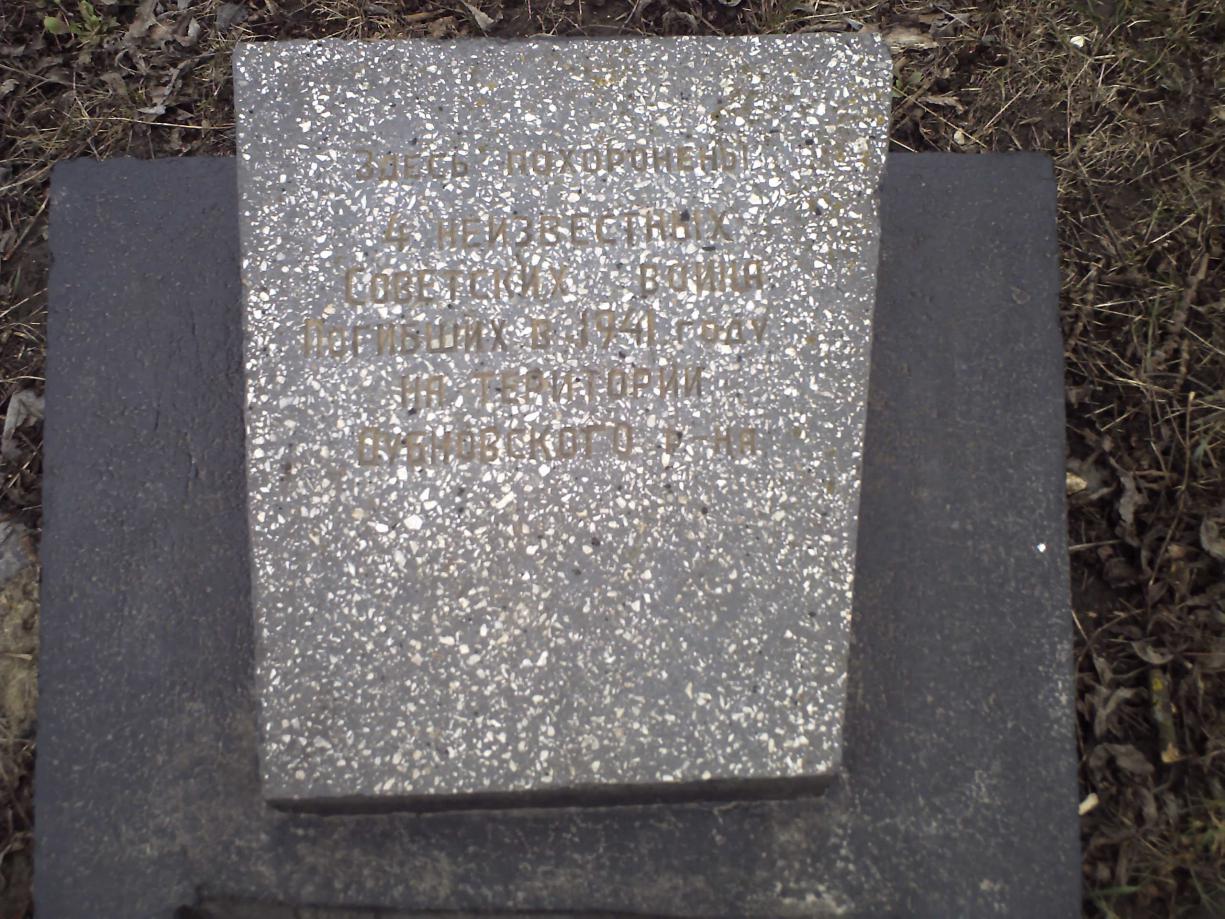 Здесь похоронены
4 неизвестных
Советских воина
Погибших в 1941 году
на територии
Дубновского р-на